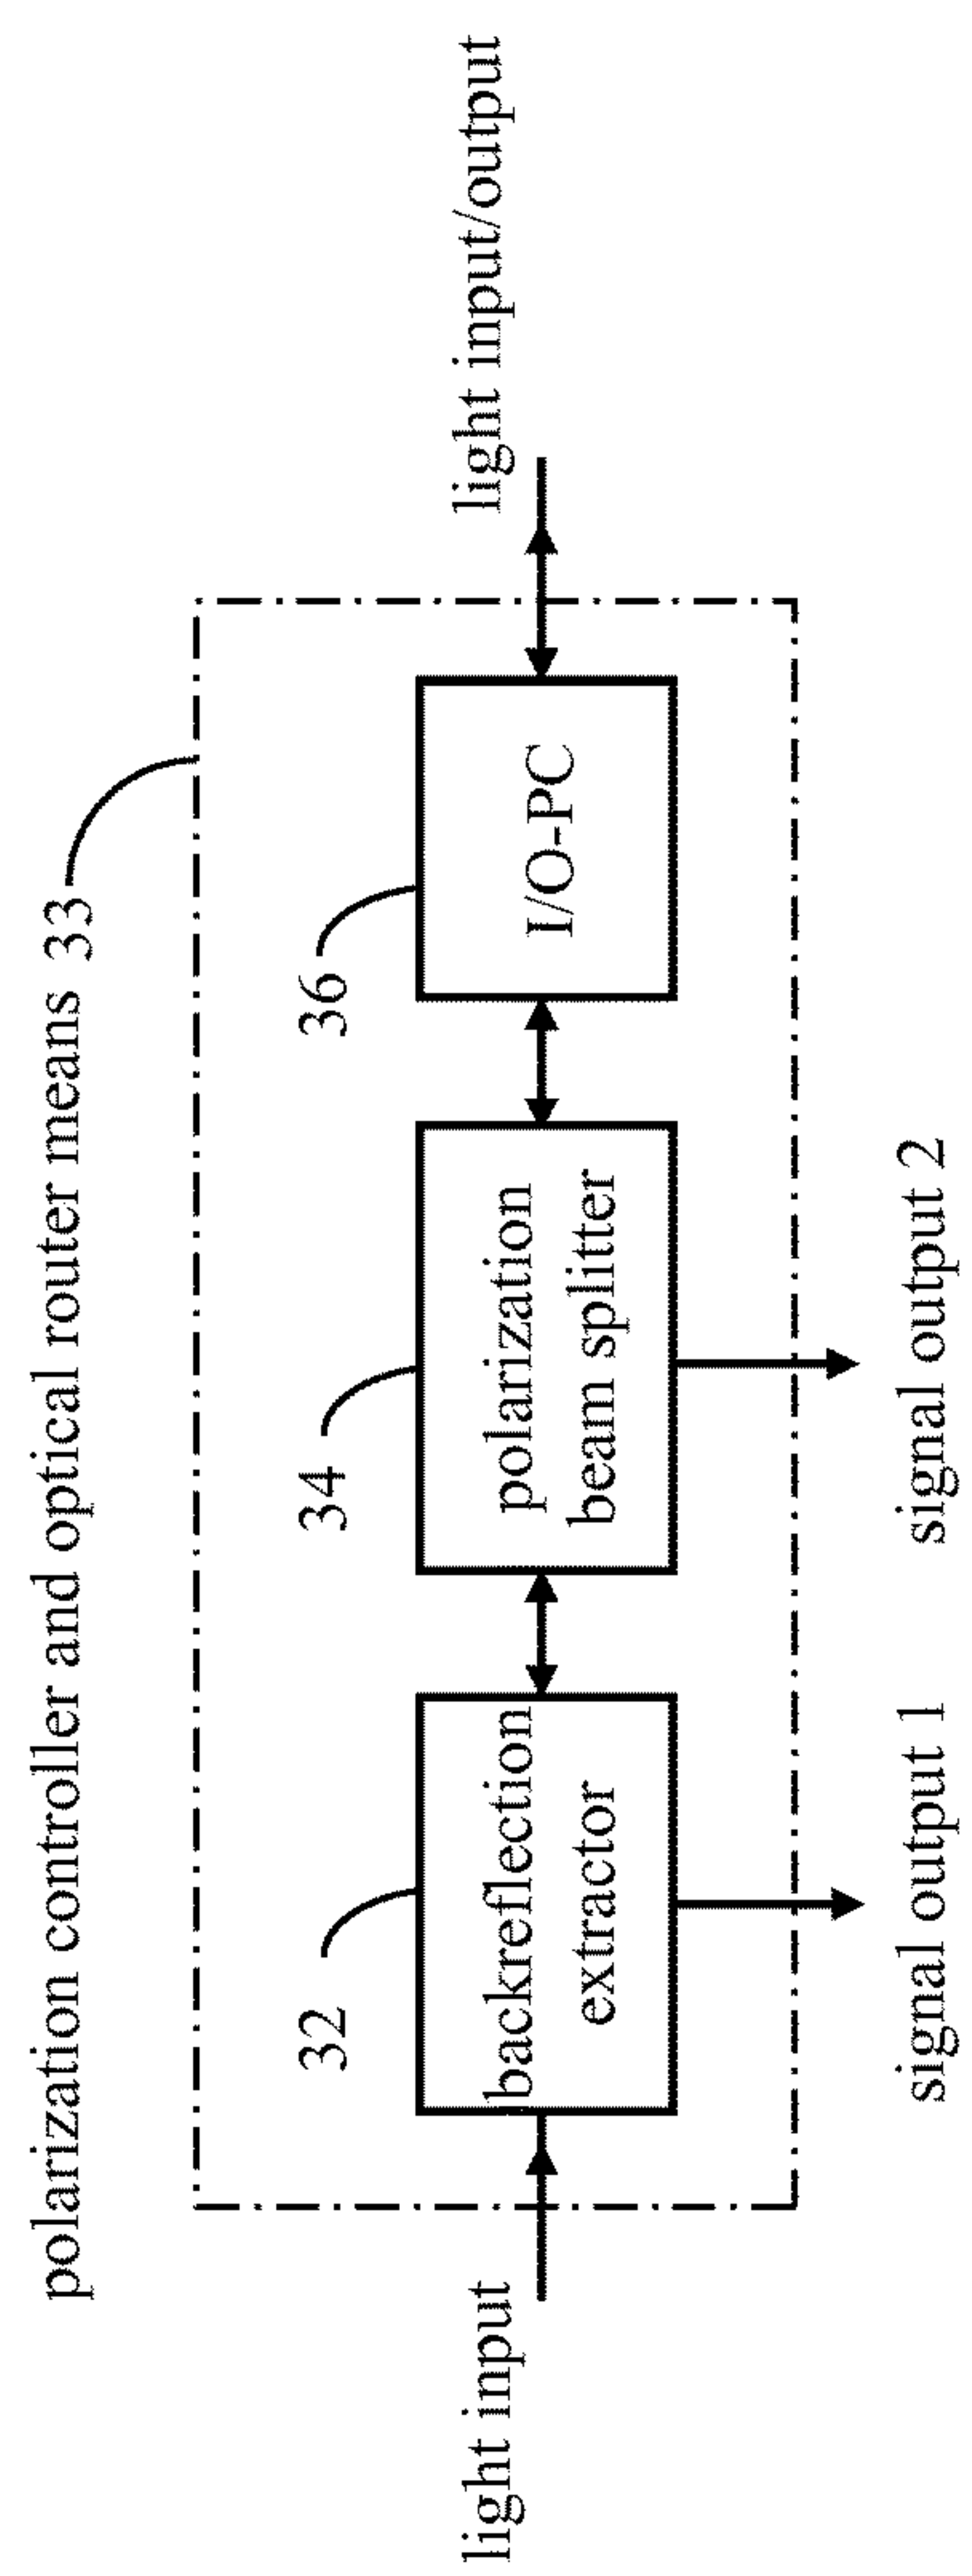 polarization controller and optical router means 33
32
34
36
light input
backreflection
extractor
polarization
beam splitter
I/O-PC
light input/output
signal output 1
signal output 2